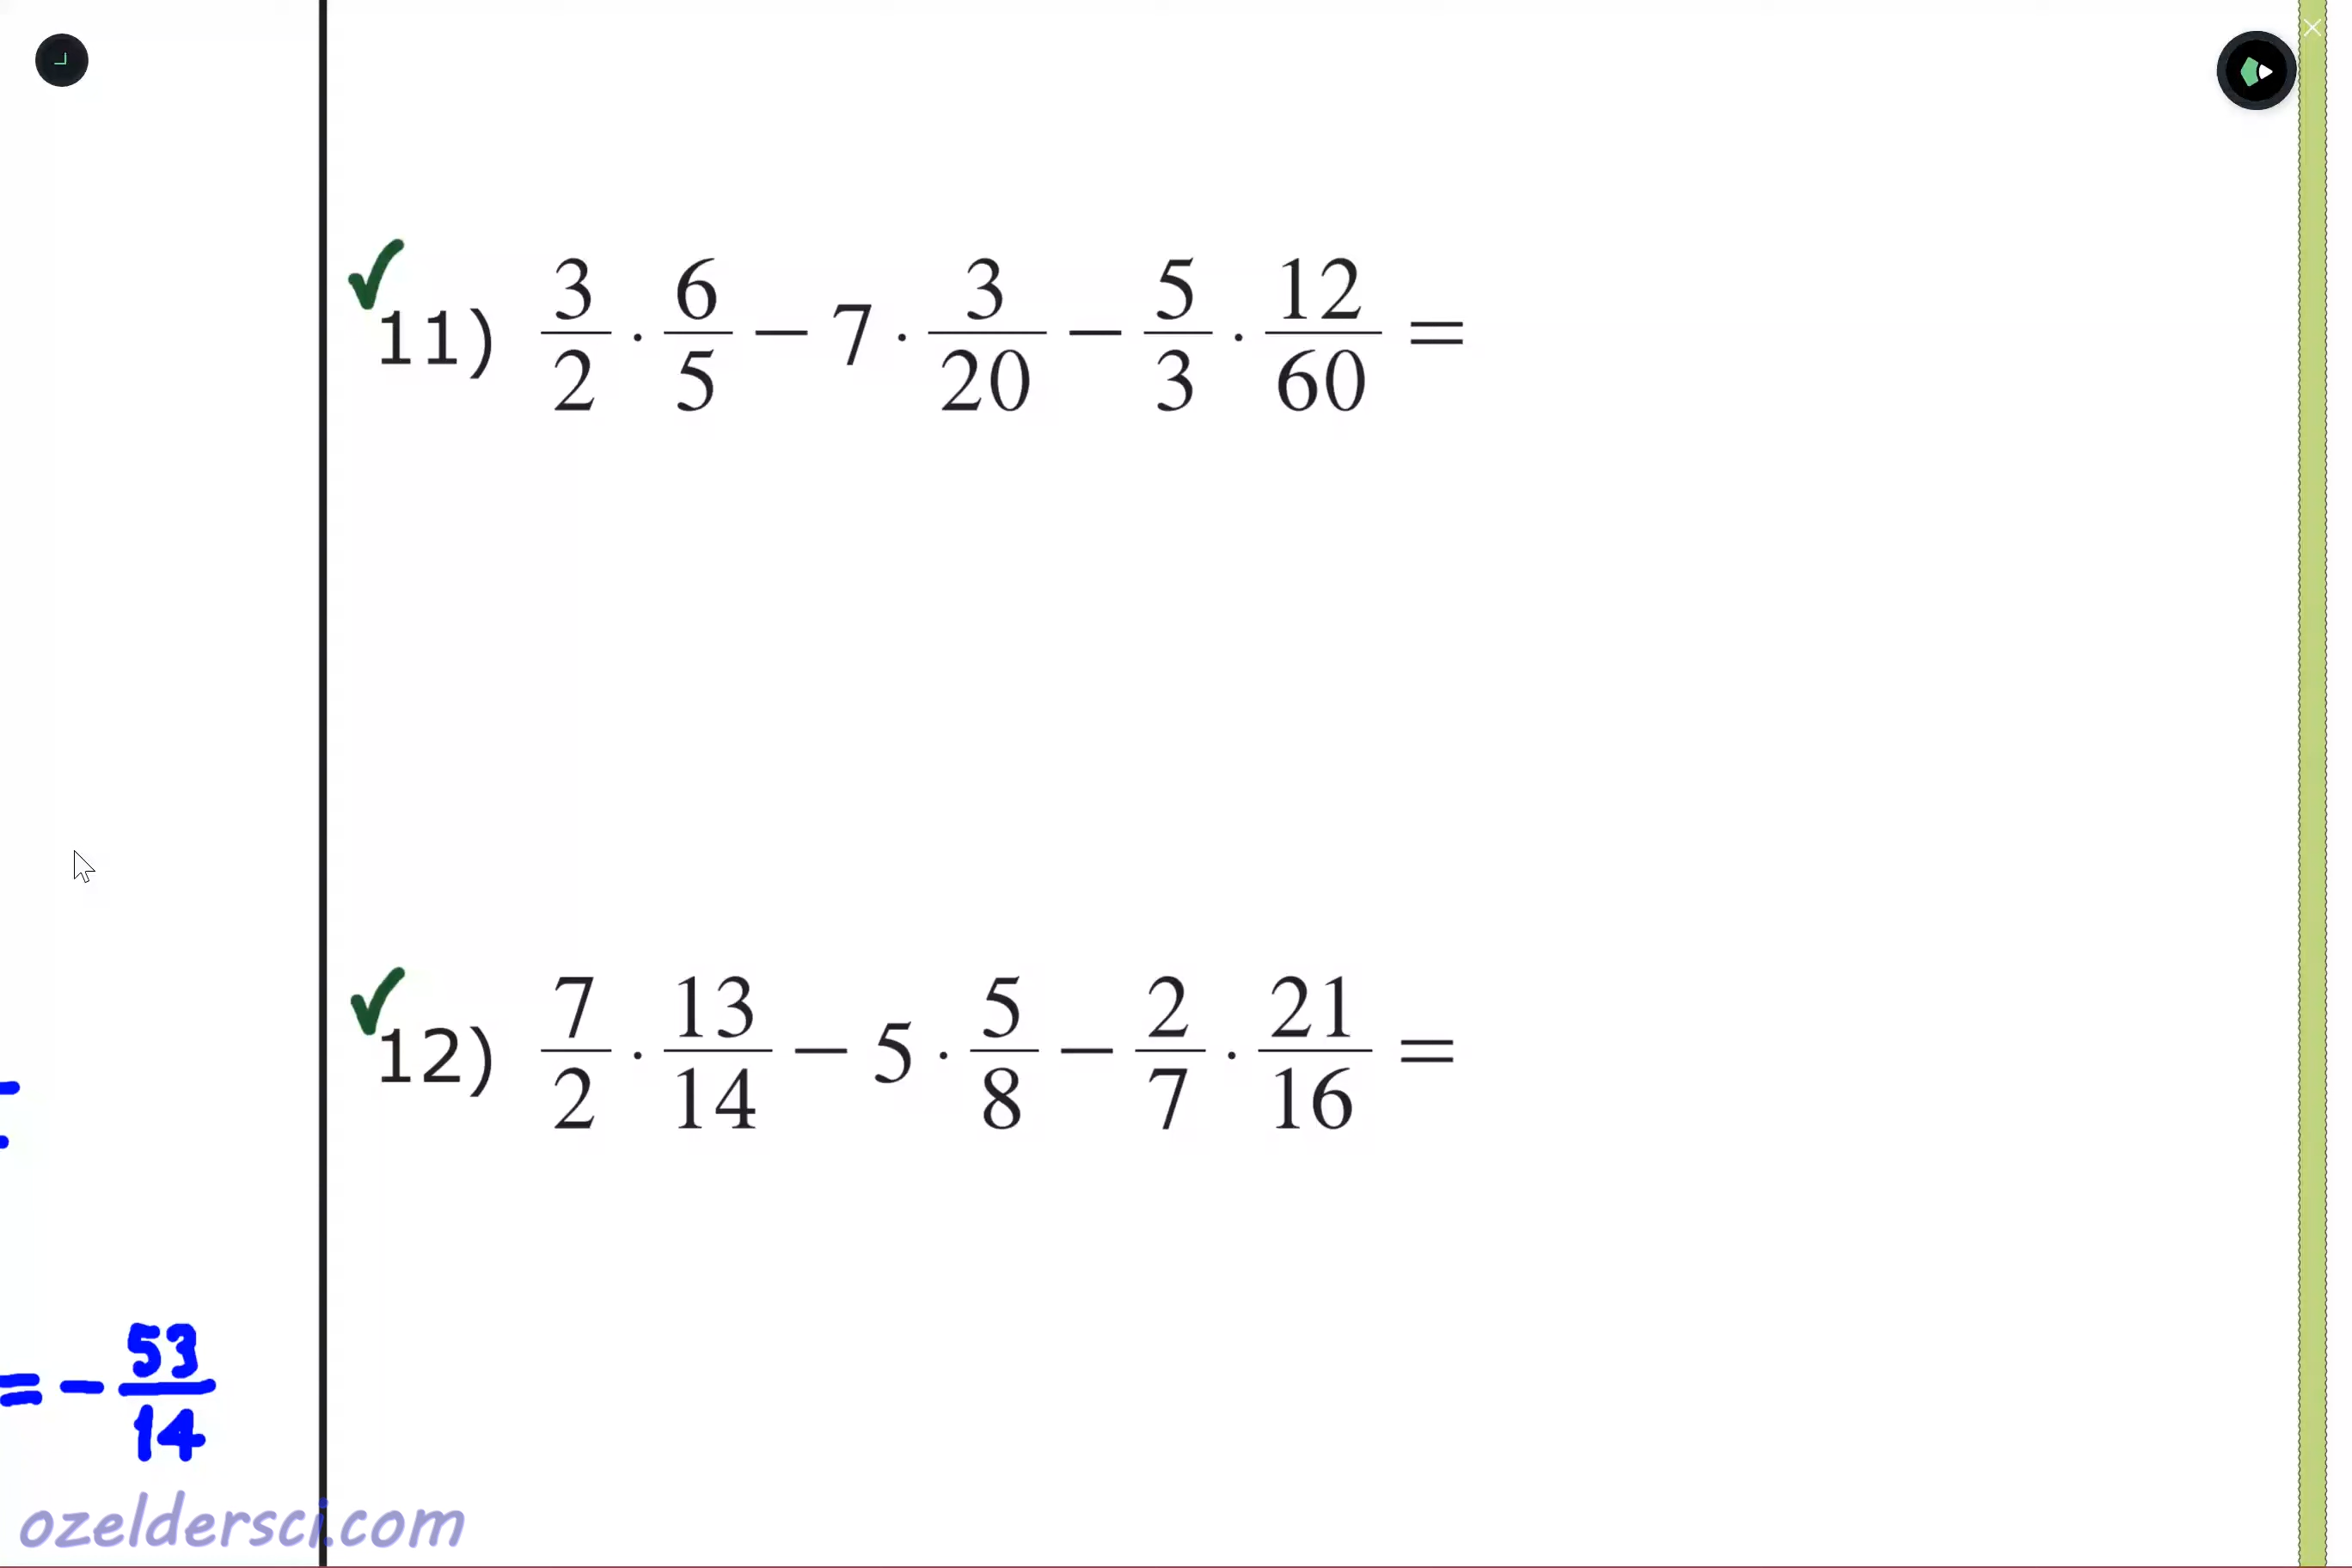 11) 3/2 · 6/5 − 7 · 3/20 − 5/3 · 12/60 =
12) 7/2 · 13/14 − 5 · 5/8 − 2/7 · 21/16 =
= − 53/14
ozeldersci.com